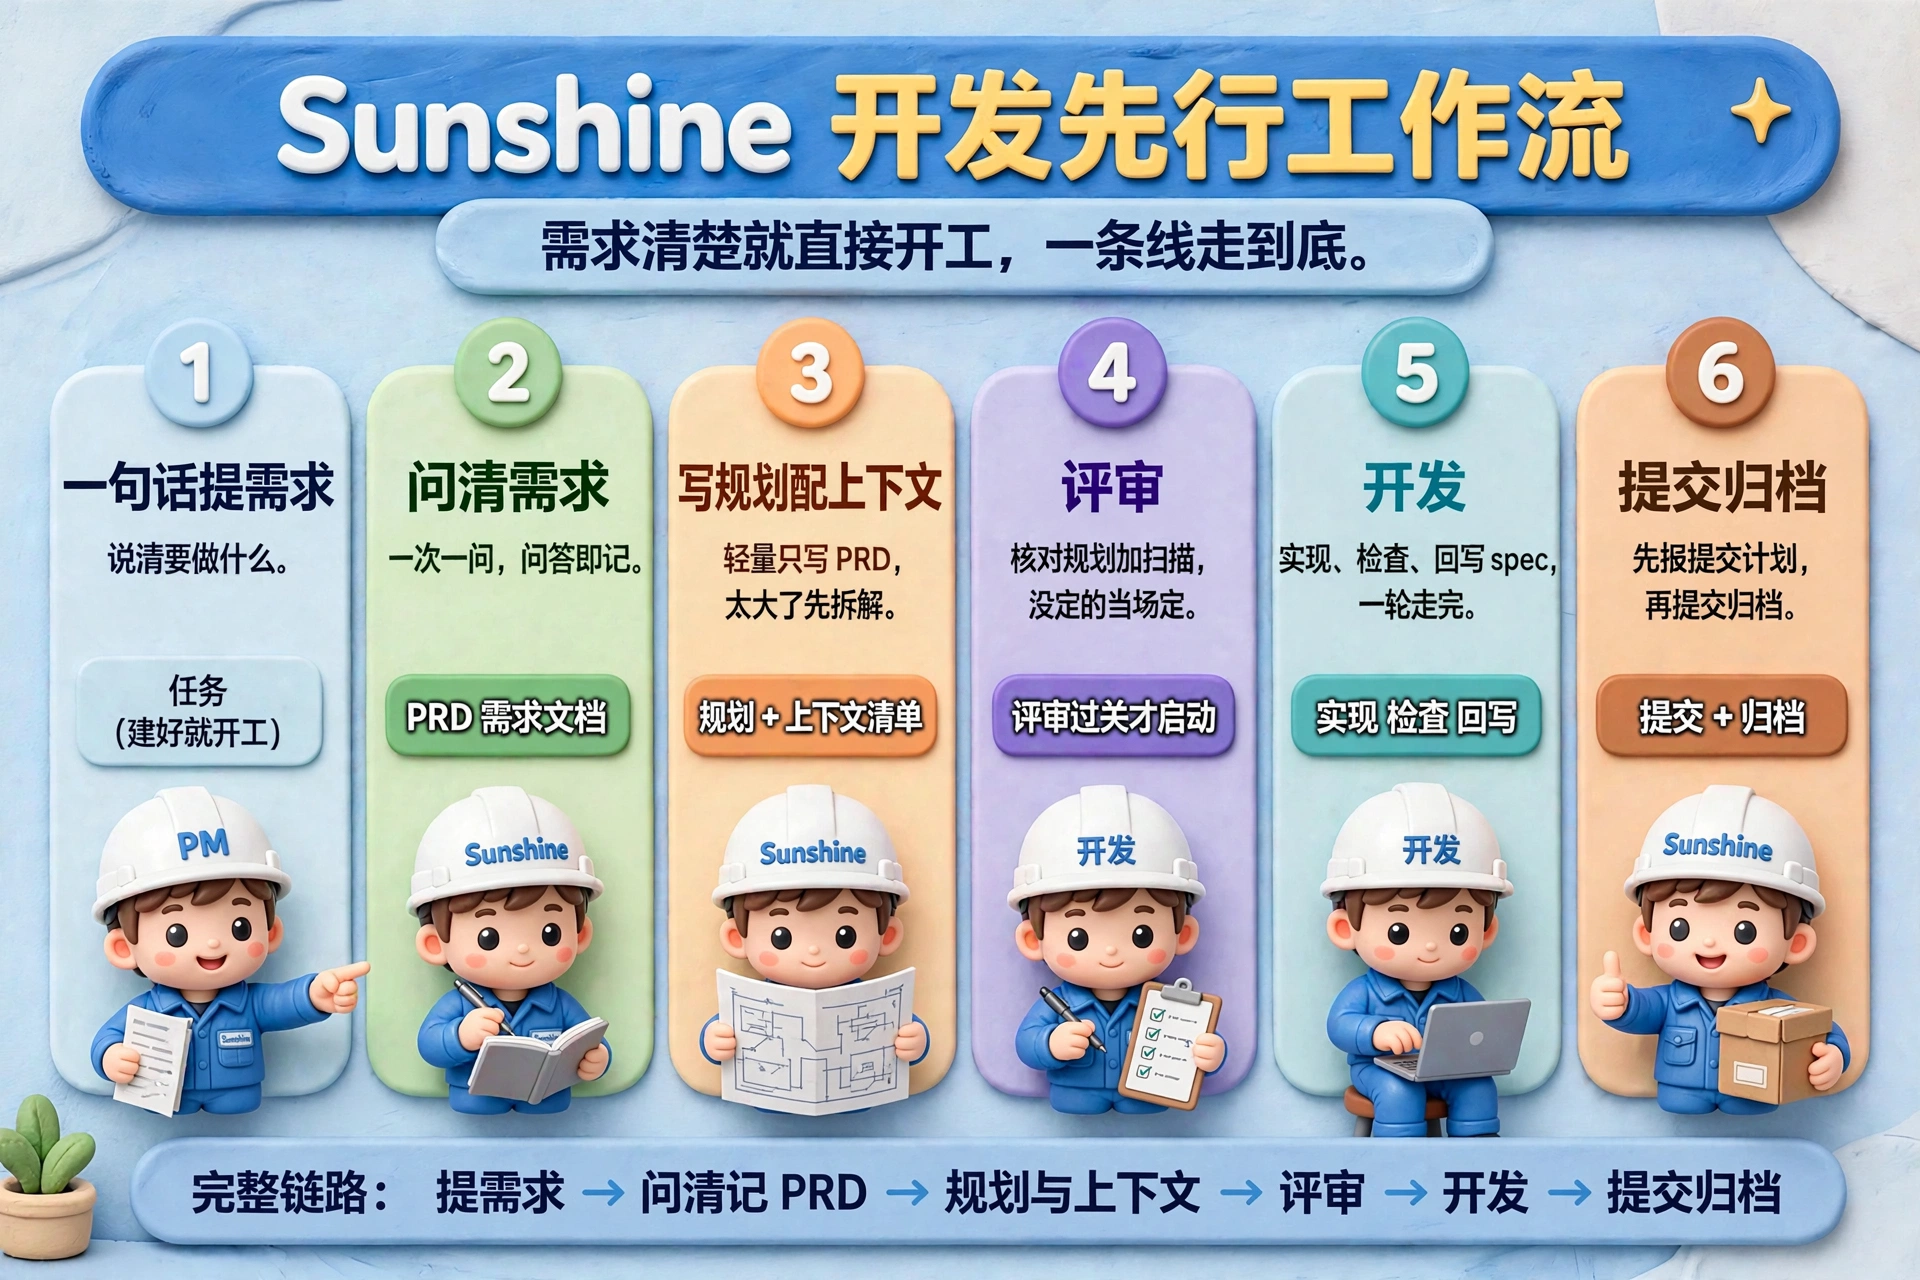 Sunshine 开发先行工作流
需求清楚就直接开工，一条线走到底。
1
一句话提需求
说清要做什么。
任务
（建好就开工）
PM
Sunshine
2
问清需求
一次一问，问答即记。
PRD 需求文档
Sunshine
3
写规划配上下文
轻量只写 PRD，
太大了先拆解。
规划 + 上下文清单
Sunshine
4
评审
核对规划加扫描，
没定的当场定。
评审过关才启动
开发
5
开发
实现、检查、回写 spec，
一轮走完。
实现 检查 回写
开发
6
提交归档
先报提交计划，
再提交归档。
提交 + 归档
Sunshine
完整链路： 提需求 → 问清记 PRD → 规划与上下文 → 评审 → 开发 → 提交归档